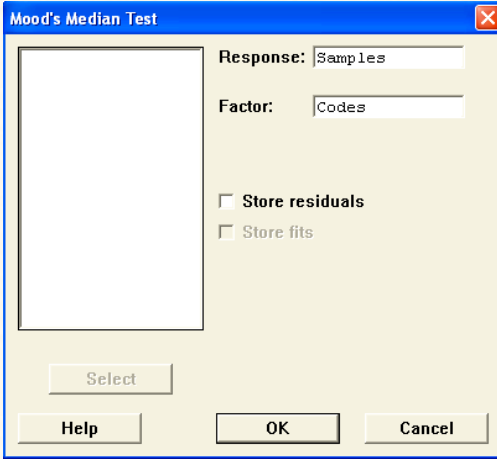 Mood's Median Test
Response: Samples
Factor: Codes
Store residuals
Store fits
Select
Help OK Cancel